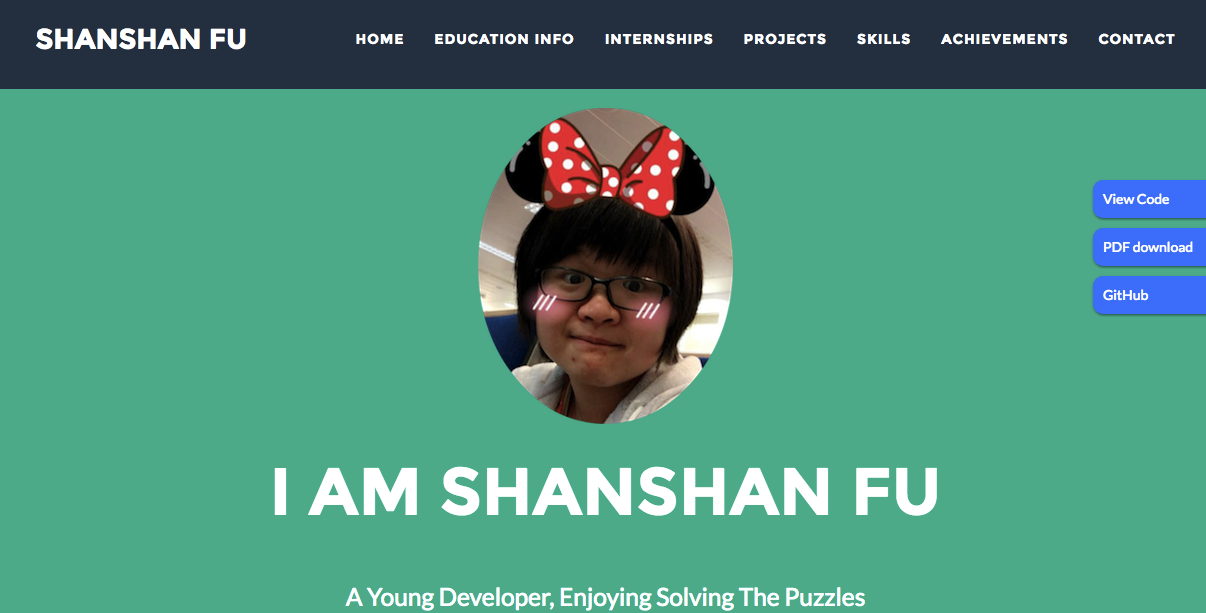 SHANSHAN FU
HOME EDUCATION INFO INTERNSHIPS PROJECTS SKILLS ACHIEVEMENTS CONTACT
View Code
PDF download
GitHub
I AM SHANSHAN FU
A Young Developer, Enjoying Solving The Puzzles